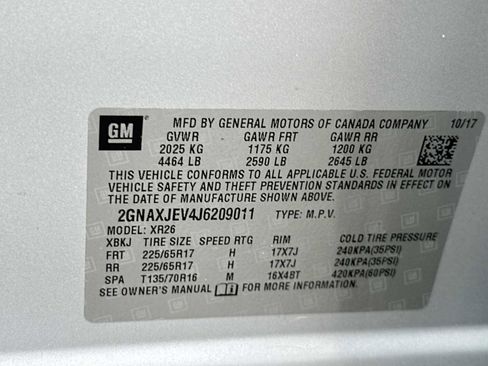 GM
MFD BY GENERAL MOTORS OF CANADA COMPANY 10/17
GVWR GAWR FRT GAWR RR
2025 KG 1175 KG 1200 KG
4464 LB 2590 LB 2645 LB
THIS VEHICLE CONFORMS TO ALL APPLICABLE U.S. FEDERAL MOTOR
VEHICLE SAFETY AND THEFT PREVENTION STANDARDS IN EFFECT ON THE
DATE OF MANUFACTURE SHOWN ABOVE.
2GNAXJEV4J6209011 TYPE: M.P.V.
MODEL: XR26
XBKJ TIRE SIZE SPEED RTG RIM COLD TIRE PRESSURE
FRT 225/65R17 H 17X7J 240KPA(35PSI)
RR 225/65R17 H 17X7J 240KPA(35PSI)
SPA T135/70R16 M 16X4BT 420KPA(60PSI)
SEE OWNER'S MANUAL FOR MORE INFORMATION.